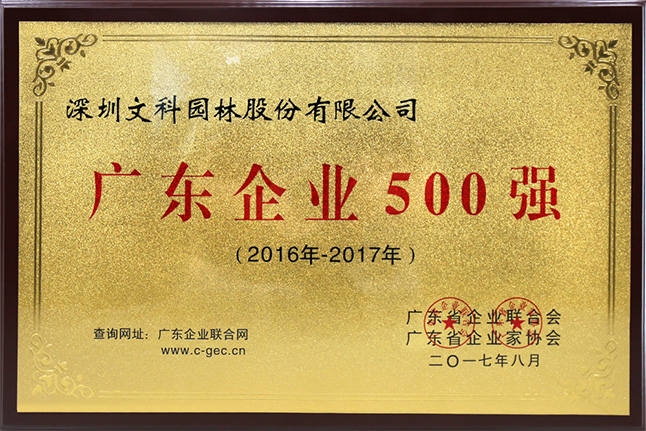 深圳文科园林股份有限公司
广东企业500强
（2016年-2017年）
查询网址：广东企业联合网
www.c-gec.cn
广东省企业联合会
广东省企业家协会
二〇一七年八月